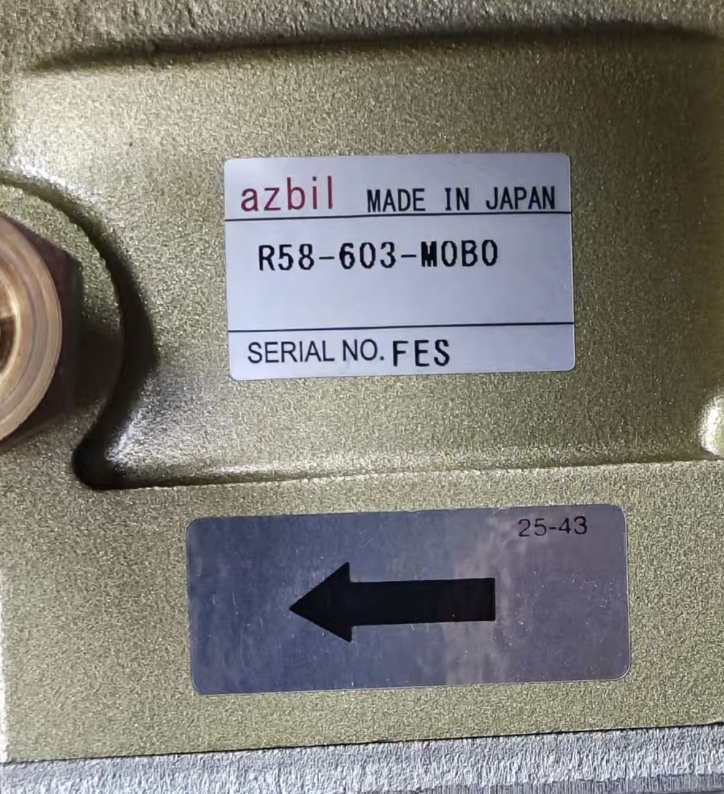 azbil MADE IN JAPAN
R58-603-M0B0
SERIAL NO. FES
25-43